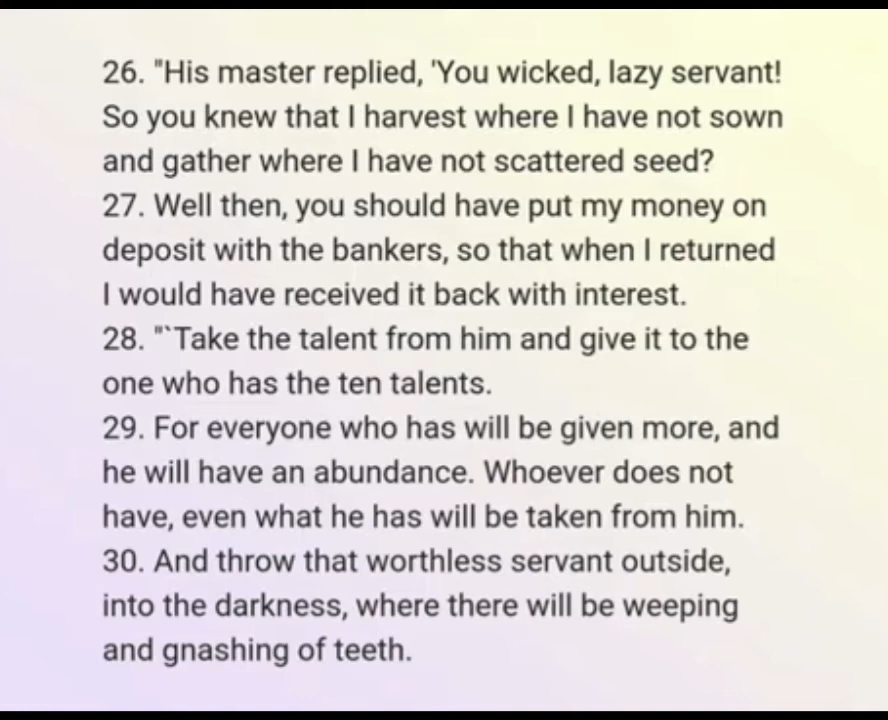 26. "His master replied, 'You wicked, lazy servant!
So you knew that I harvest where I have not sown
and gather where I have not scattered seed?
27. Well then, you should have put my money on
deposit with the bankers, so that when I returned
I would have received it back with interest.
28. "`Take the talent from him and give it to the
one who has the ten talents.
29. For everyone who has will be given more, and
he will have an abundance. Whoever does not
have, even what he has will be taken from him.
30. And throw that worthless servant outside,
into the darkness, where there will be weeping
and gnashing of teeth.